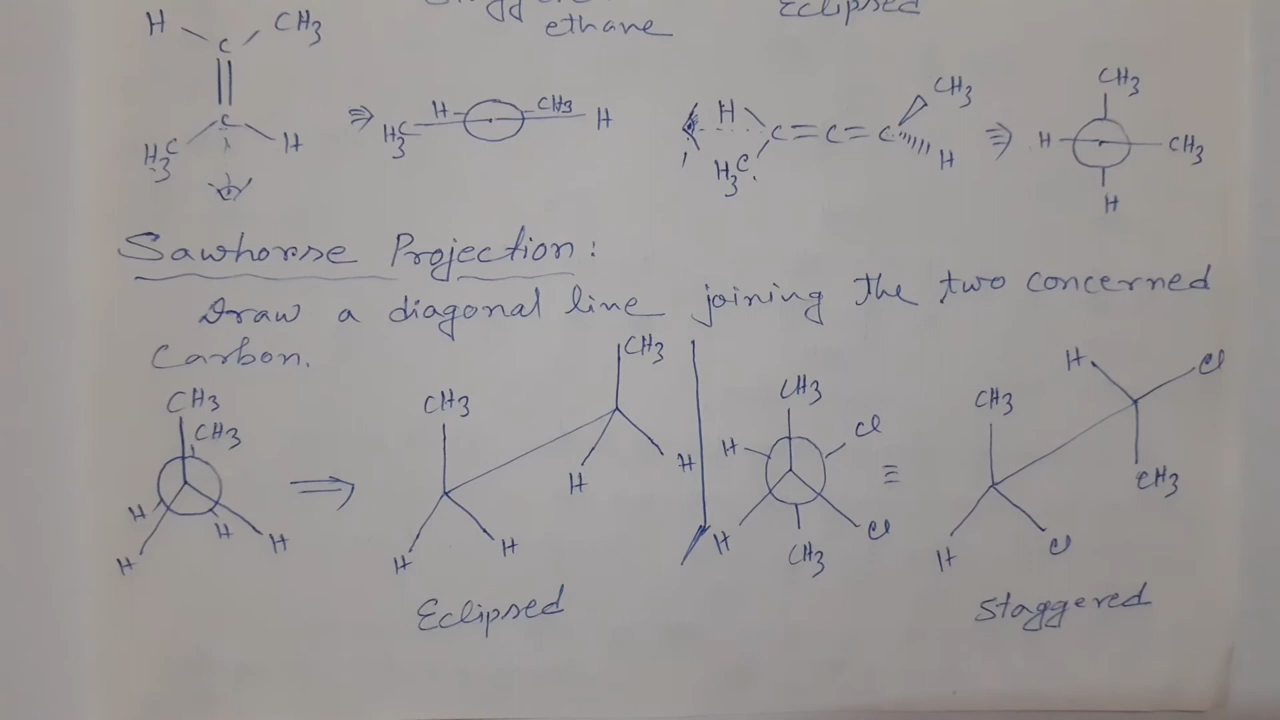 Eclipsed
ethane
H CH3
C
C
H3C H
H CH3
H3C H
H C = C = C CH3
H3C H
CH3
H CH3
H
Sawhorse Projection:
Draw a diagonal line joining the two concerned
Carbon.
CH3
CH3
H H
H H
CH3 CH3
H H
H H
Eclipsed
CH3
H Cl
H Cl
CH3
≡
CH3 H Cl
H Cl CH3
Staggered